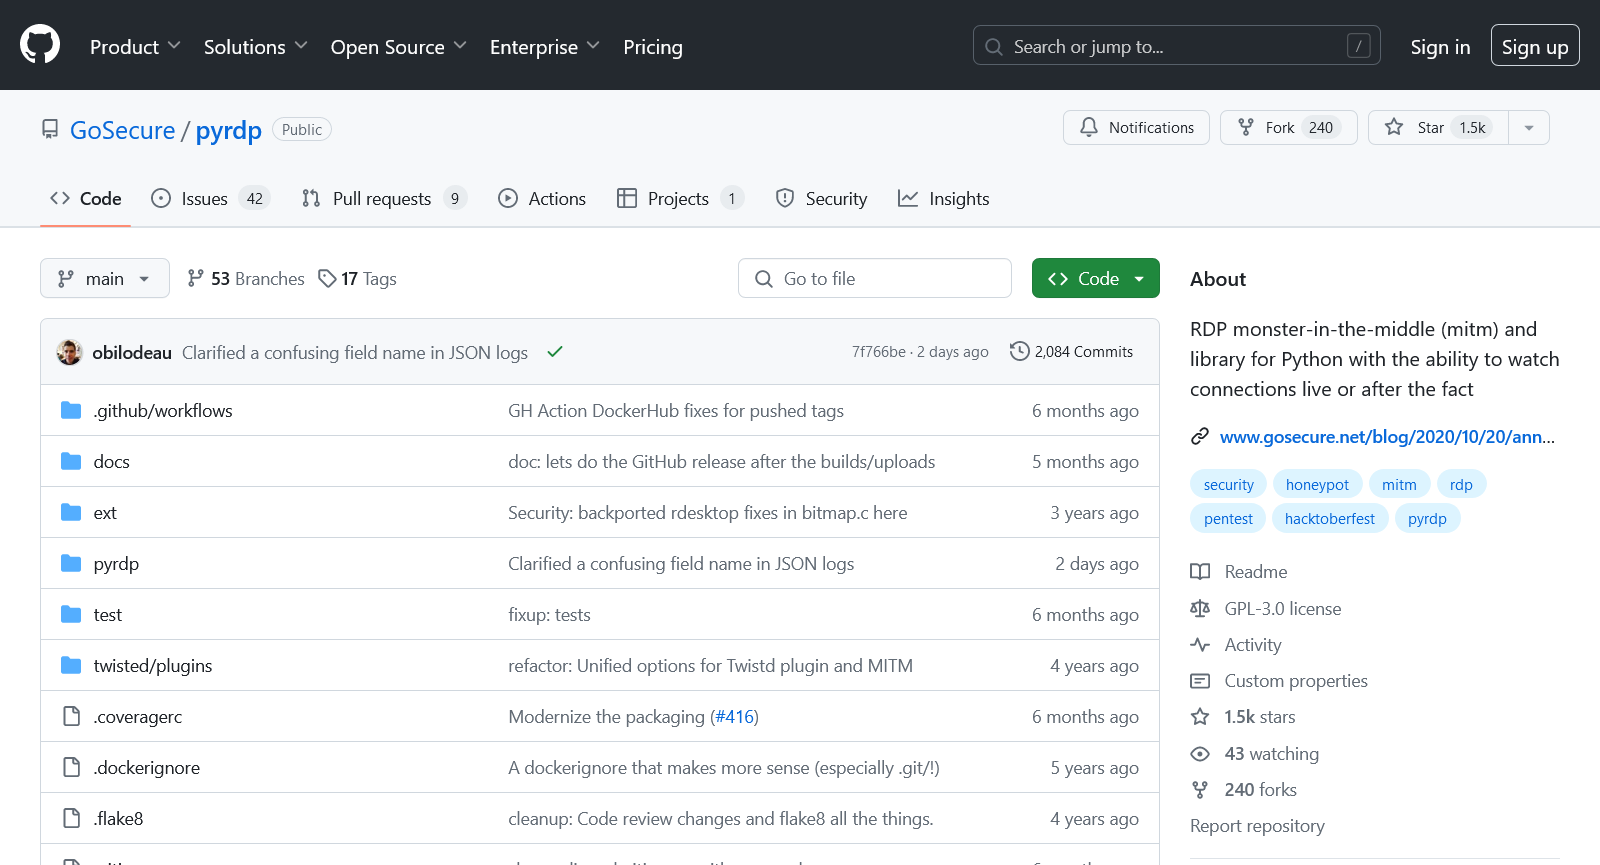 Product Solutions Open Source Enterprise Pricing Search or jump to... / Sign in Sign up
GoSecure / pyrdp Public Notifications Fork 240 Star 1.5k
Code Issues 42 Pull requests 9 Actions Projects 1 Security Insights
main 53 Branches 17 Tags Go to file Code
obilodeau Clarified a confusing field name in JSON logs 7f766be · 2 days ago 2,084 Commits
.github/workflows GH Action DockerHub fixes for pushed tags 6 months ago
docs doc: lets do the GitHub release after the builds/uploads 5 months ago
ext Security: backported rdesktop fixes in bitmap.c here 3 years ago
pyrdp Clarified a confusing field name in JSON logs 2 days ago
test fixup: tests 6 months ago
twisted/plugins refactor: Unified options for Twistd plugin and MITM 4 years ago
.coveragerc Modernize the packaging (#416) 6 months ago
.dockerignore A dockerignore that makes more sense (especially .git/!) 5 years ago
.flake8 cleanup: Code review changes and flake8 all the things. 4 years ago
About
RDP monster-in-the-middle (mitm) and
library for Python with the ability to watch
connections live or after the fact
www.gosecure.net/blog/2020/10/20/ann...
security honeypot mitm rdp
pentest hacktoberfest pyrdp
Readme
GPL-3.0 license
Activity
Custom properties
1.5k stars
43 watching
240 forks
Report repository